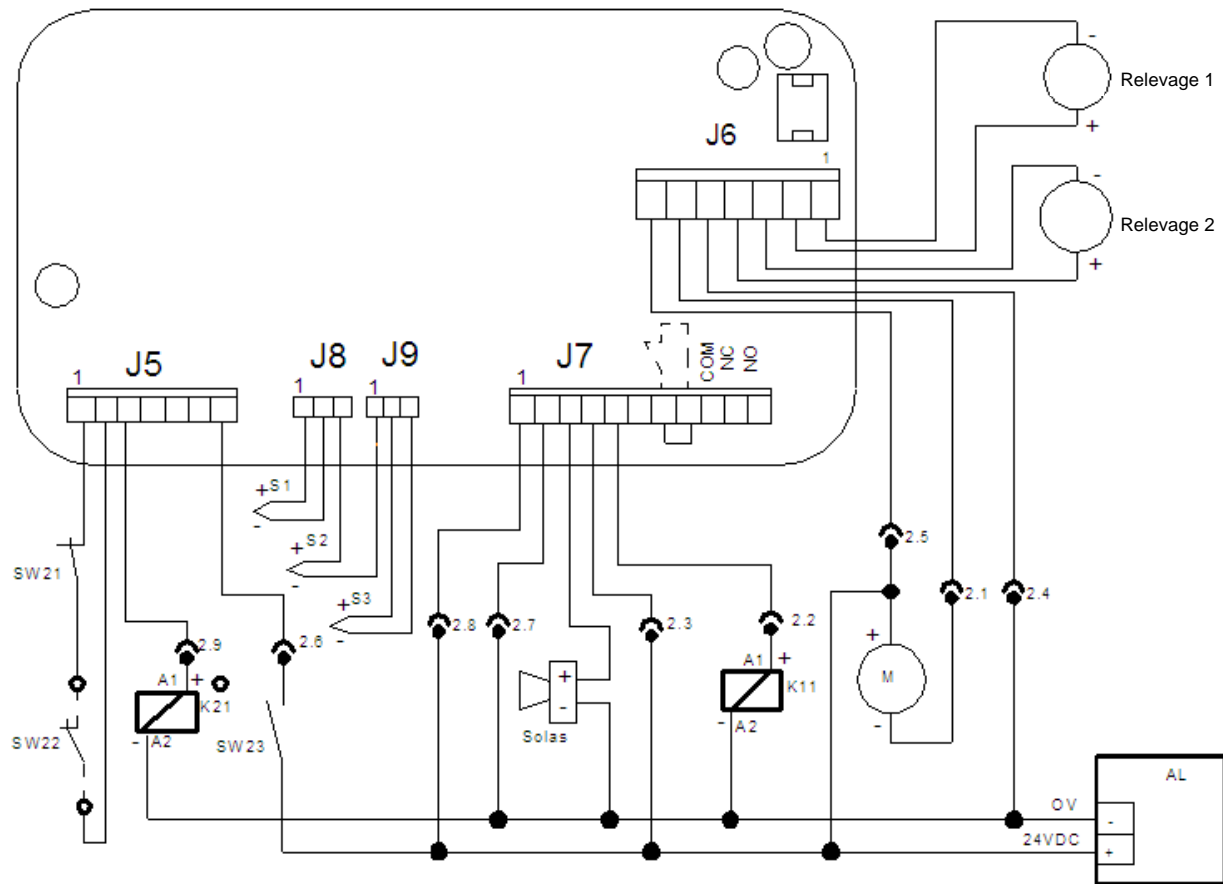 -
Relevage 1
+
J6
1
-
Relevage 2
+
J5
1
J8
1
J9
1
J7
1
COM
NC
NO
+ S1
-
+ S2
-
+ S3
-
SW21
SW22
2.9
A1 +
K21
- A2
2.6
SW23
2.8
2.7
+
-
Solas
2.3
2.2
A1 +
K11
- A2
2.5
+
M
-
2.1
2.4
AL
0V
-
24VDC
+